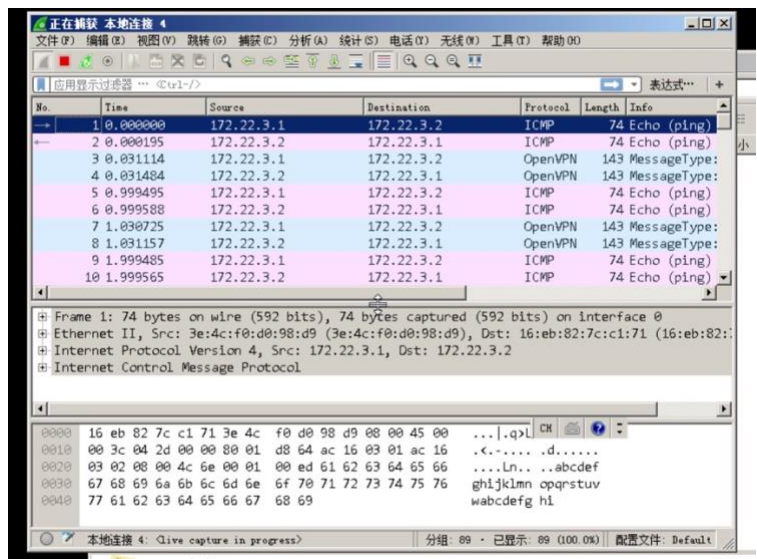 正在捕获 本地连接 4
文件(F) 编辑(E) 视图(V) 跳转(G) 捕获(C) 分析(A) 统计(S) 电话(Y) 无线(W) 工具(T) 帮助(H)
应用显示过滤器 … <Ctrl-/> 表达式… +
No. Time Source Destination Protocol Length Info
1 0.000000 172.22.3.1 172.22.3.2 ICMP 74 Echo (ping)
2 0.000195 172.22.3.2 172.22.3.1 ICMP 74 Echo (ping)
3 0.031114 172.22.3.1 172.22.3.2 OpenVPN 143 MessageType:
4 0.031484 172.22.3.2 172.22.3.1 OpenVPN 143 MessageType:
5 0.999495 172.22.3.1 172.22.3.2 ICMP 74 Echo (ping)
6 0.999588 172.22.3.2 172.22.3.1 ICMP 74 Echo (ping)
7 1.030725 172.22.3.1 172.22.3.2 OpenVPN 143 MessageType:
8 1.031157 172.22.3.2 172.22.3.1 OpenVPN 143 MessageType:
9 1.999485 172.22.3.1 172.22.3.2 ICMP 74 Echo (ping)
10 1.999565 172.22.3.2 172.22.3.1 ICMP 74 Echo (ping)
小
Frame 1: 74 bytes on wire (592 bits), 74 bytes captured (592 bits) on interface 0
Ethernet II, Src: 3e:4c:f0:d0:98:d9 (3e:4c:f0:d0:98:d9), Dst: 16:eb:82:7c:c1:71 (16:eb:82:
Internet Protocol Version 4, Src: 172.22.3.1, Dst: 172.22.3.2
Internet Control Message Protocol
0000 16 eb 82 7c c1 71 3e 4c f0 d0 98 d9 08 00 45 00 ...|.q>L
CH
0010 00 3c 04 2d 00 00 80 01 d8 64 ac 16 03 01 ac 16 .<.-.... .d......
0020 03 02 08 00 4c 6e 00 01 00 ed 61 62 63 64 65 66 ....Ln.. ..abcdef
0030 67 68 69 6a 6b 6c 6d 6e 6f 70 71 72 73 74 75 76 ghijklmn opqrstuv
0040 77 61 62 63 64 65 66 67 68 69 wabcdefg hi
本地连接 4: <live capture in progress> 分组: 89 · 已显示: 89 (100.0%) 配置文件: Default